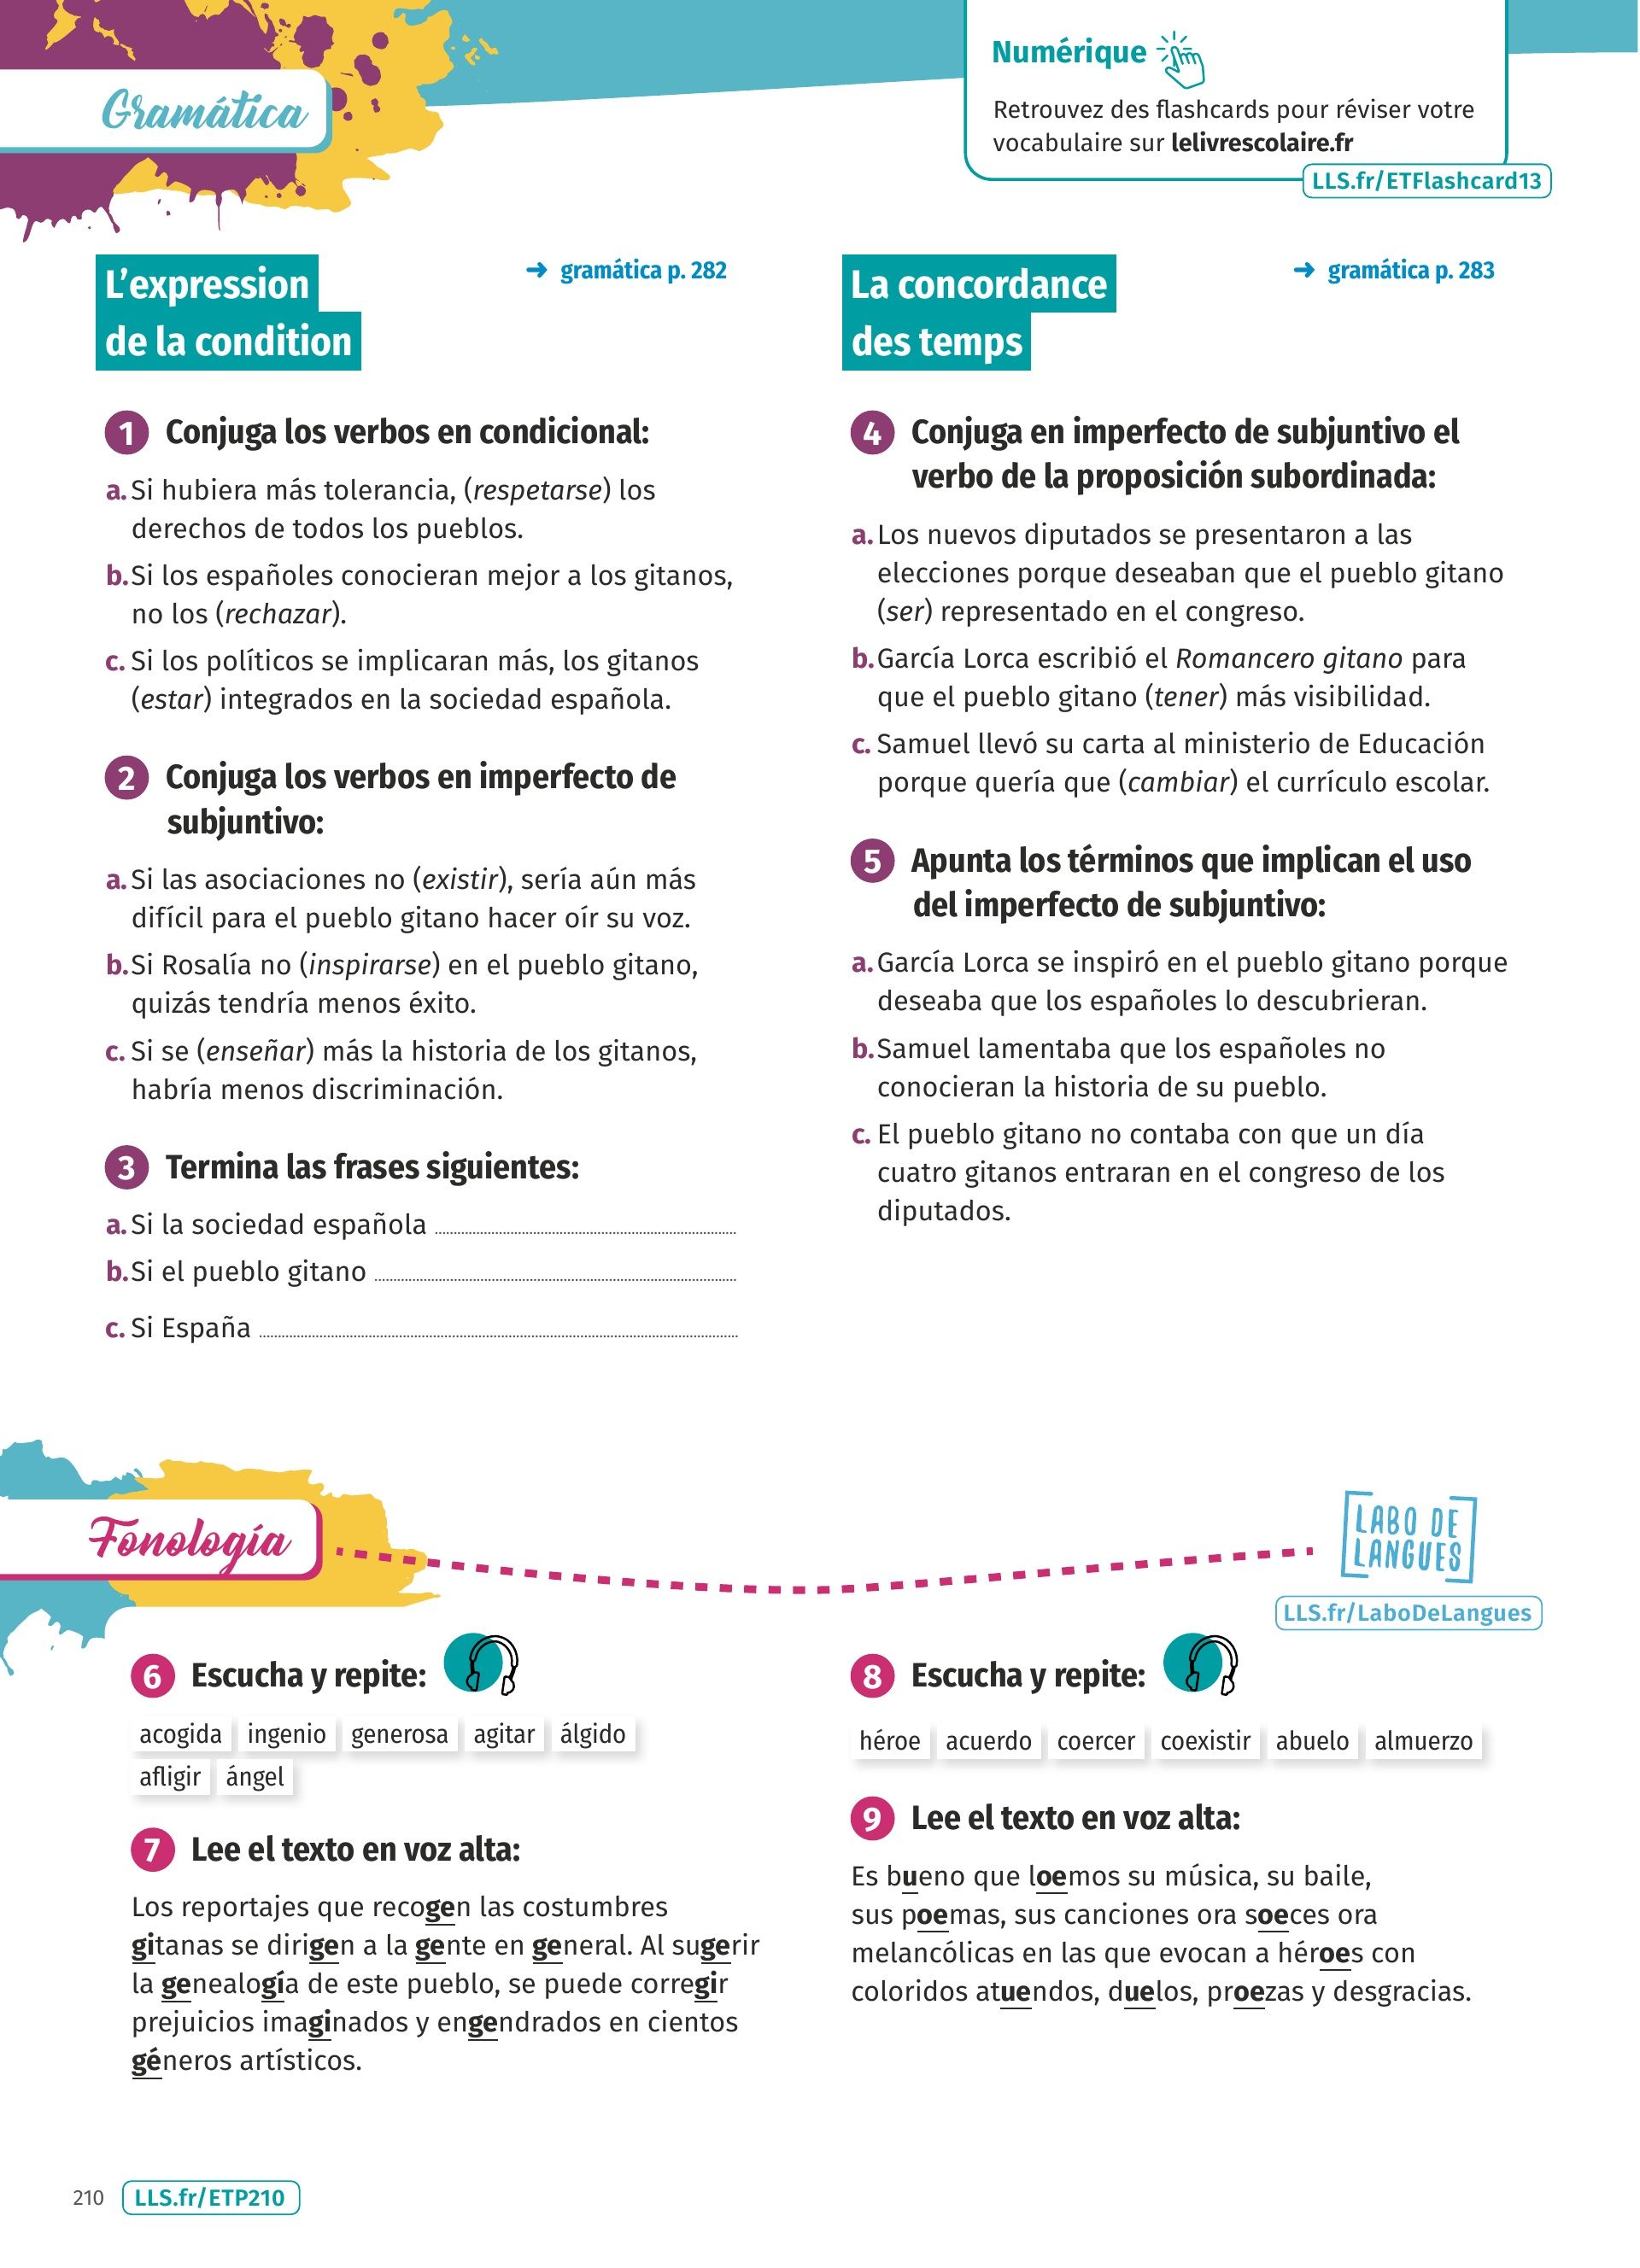 Gramática
Numérique
Retrouvez des flashcards pour réviser votre
vocabulaire sur lelivrescolaire.fr
LLS.fr/ETFlashcard13
L’expression
de la condition
➜ gramática p. 282
1 Conjuga los verbos en condicional:
a. Si hubiera más tolerancia, (respetarse) los
derechos de todos los pueblos.
b. Si los españoles conocieran mejor a los gitanos,
no los (rechazar).
c. Si los políticos se implicaran más, los gitanos
(estar) integrados en la sociedad española.
2 Conjuga los verbos en imperfecto de
subjuntivo:
a. Si las asociaciones no (existir), sería aún más
difícil para el pueblo gitano hacer oír su voz.
b. Si Rosalía no (inspirarse) en el pueblo gitano,
quizás tendría menos éxito.
c. Si se (enseñar) más la historia de los gitanos,
habría menos discriminación.
3 Termina las frases siguientes:
a. Si la sociedad española
b. Si el pueblo gitano
c. Si España
La concordance
des temps
➜ gramática p. 283
4 Conjuga en imperfecto de subjuntivo el
verbo de la proposición subordinada:
a. Los nuevos diputados se presentaron a las
elecciones porque deseaban que el pueblo gitano
(ser) representado en el congreso.
b. García Lorca escribió el Romancero gitano para
que el pueblo gitano (tener) más visibilidad.
c. Samuel llevó su carta al ministerio de Educación
porque quería que (cambiar) el currículo escolar.
5 Apunta los términos que implican el uso
del imperfecto de subjuntivo:
a. García Lorca se inspiró en el pueblo gitano porque
deseaba que los españoles lo descubrieran.
b. Samuel lamentaba que los españoles no
conocieran la historia de su pueblo.
c. El pueblo gitano no contaba con que un día
cuatro gitanos entraran en el congreso de los
diputados.
Fonología
LABO DE
LANGUES
LLS.fr/LaboDeLangues
6 Escucha y repite:
acogida ingenio generosa agitar álgido
afligir ángel
7 Lee el texto en voz alta:
Los reportajes que recogen las costumbres
gitanas se dirigen a la gente en general. Al sugerir
la genealogía de este pueblo, se puede corregir
prejuicios imaginados y engendrados en cientos
géneros artísticos.
8 Escucha y repite:
héroe acuerdo coercer coexistir abuelo almuerzo
9 Lee el texto en voz alta:
Es bueno que loemos su música, su baile,
sus poemas, sus canciones ora soeces ora
melancólicas en las que evocan a héroes con
coloridos atuendos, duelos, proezas y desgracias.
210 LLS.fr/ETP210